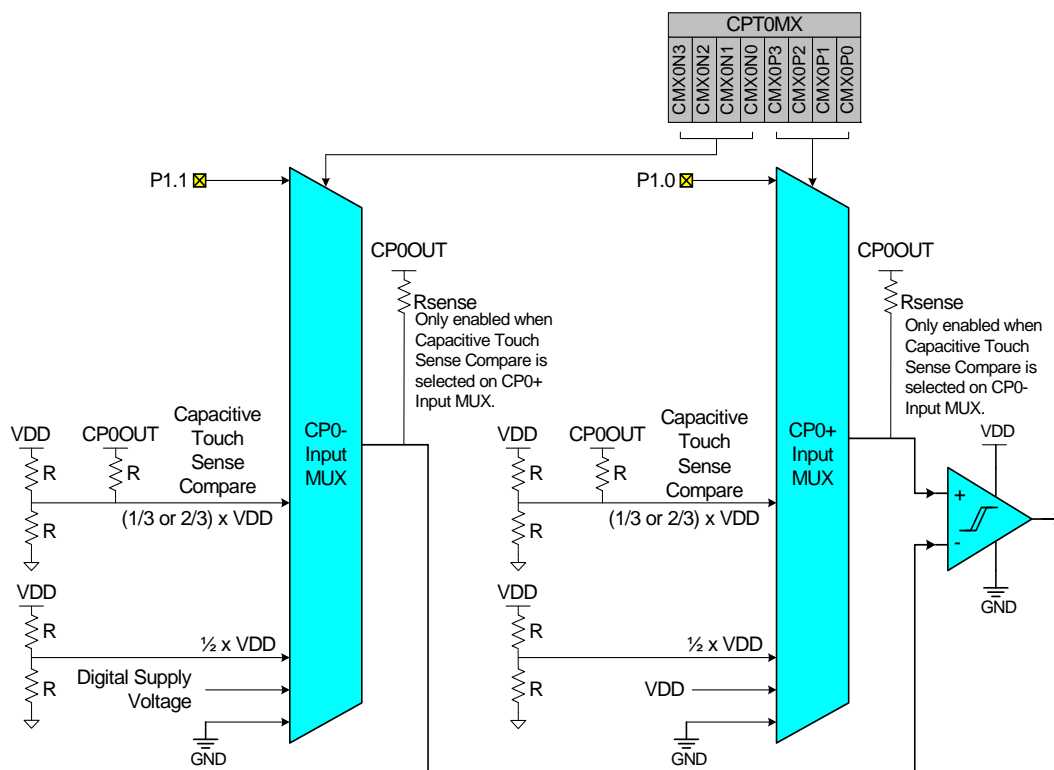 CPT0MX
CMX0N3
CMX0N2
CMX0N1
CMX0N0
CMX0P3
CMX0P2
CMX0P1
CMX0P0
P1.1
P1.0
CP0OUT
Rsense
Only enabled when
Capacitive Touch
Sense Compare is
selected on CP0+
Input MUX.
CP0OUT
Rsense
Only enabled when
Capacitive Touch
Sense Compare is
selected on CP0-
Input MUX.
VDD
R
R
CP0OUT
R
Capacitive
Touch
Sense
Compare
(1/3 or 2/3) x VDD
CP0-
Input
MUX
VDD
R
R
CP0OUT
R
Capacitive
Touch
Sense
Compare
(1/3 or 2/3) x VDD
CP0+
Input
MUX
VDD
+
-
GND
VDD
R
R
½ x VDD
Digital Supply
Voltage
GND
VDD
R
R
½ x VDD
VDD
GND